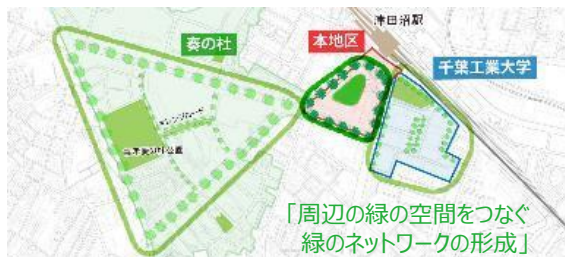 津田沼駅
奏の杜
本地区
千葉工業大学
「周辺の緑の空間をつなぐ
緑のネットワークの形成」